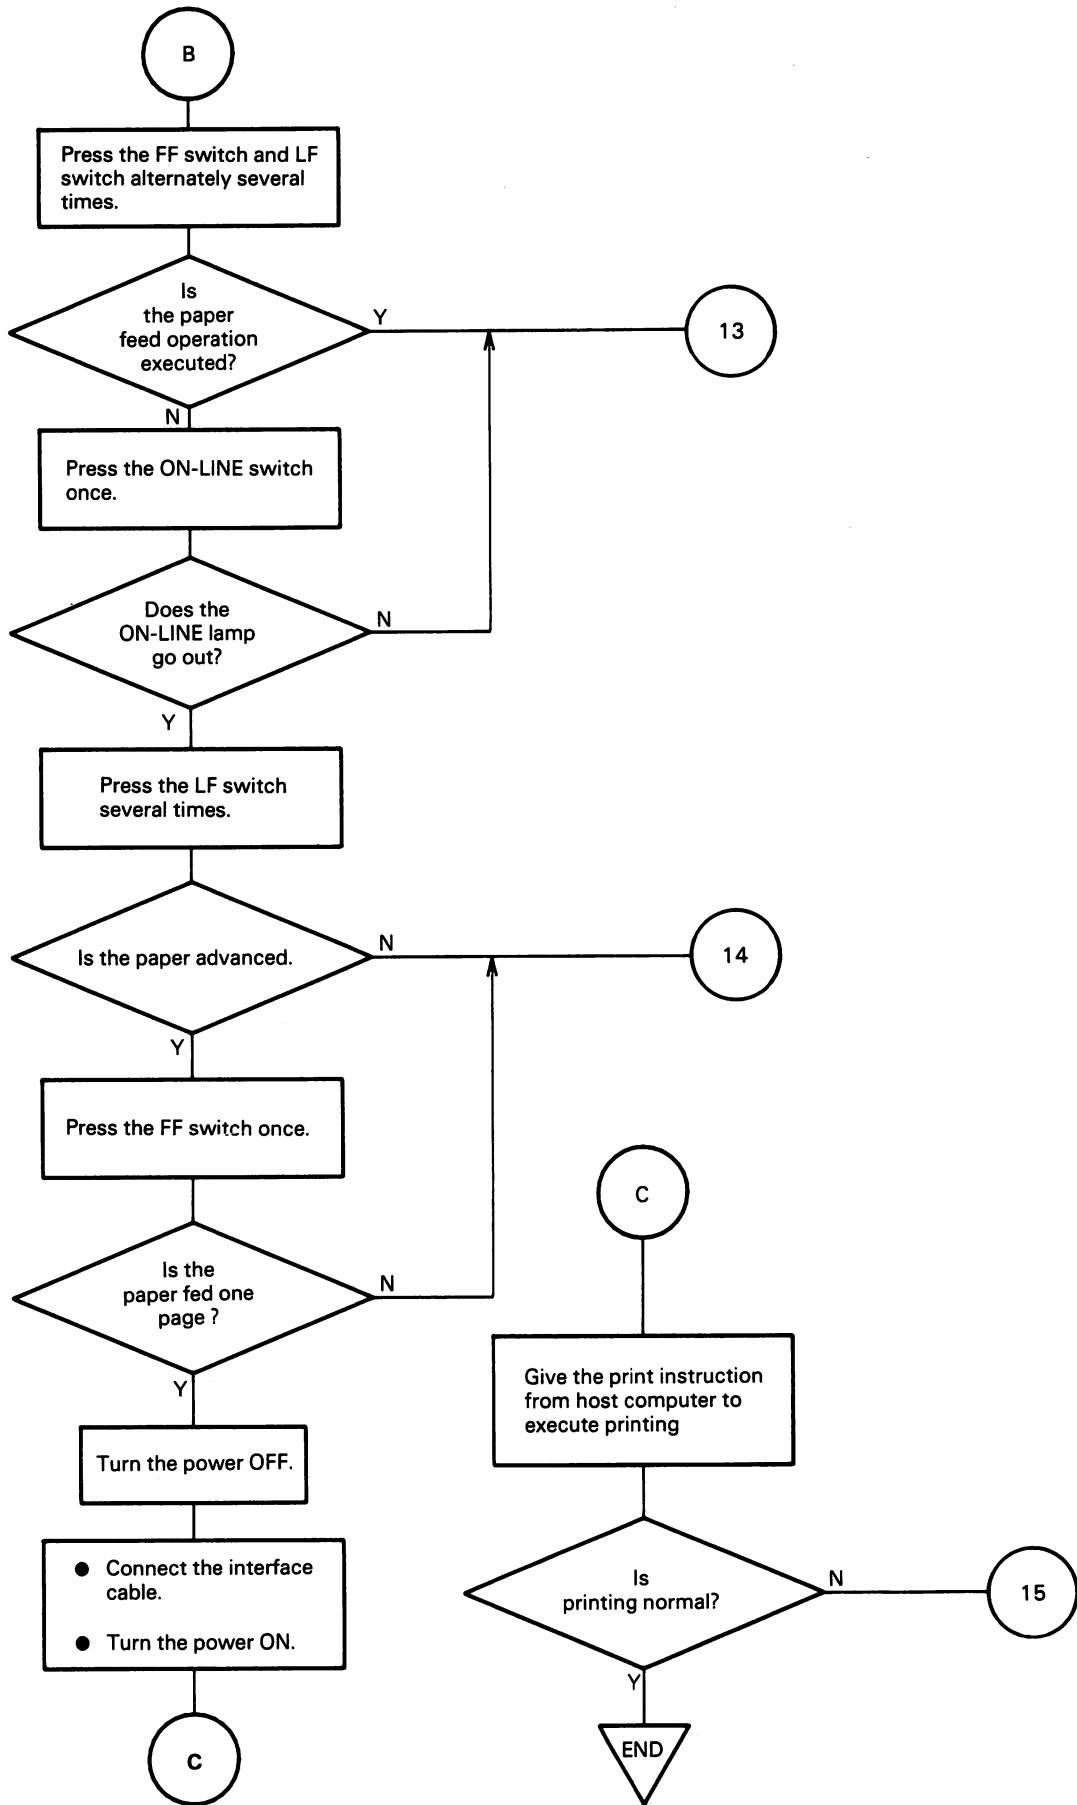 B
Press the FF switch and LF
switch alternately several
times.
Is
the paper
feed operation
executed?
Y
13
N
Press the ON-LINE switch
once.
Does the
ON-LINE lamp
go out?
N
Y
Press the LF switch
several times.
Is the paper advanced.
N
14
Y
Press the FF switch once.
Is the
paper fed one
page ?
N
Y
Turn the power OFF.
● Connect the interface
cable.
● Turn the power ON.
C
C
Give the print instruction
from host computer to
execute printing
Is
printing normal?
N
15
Y
END